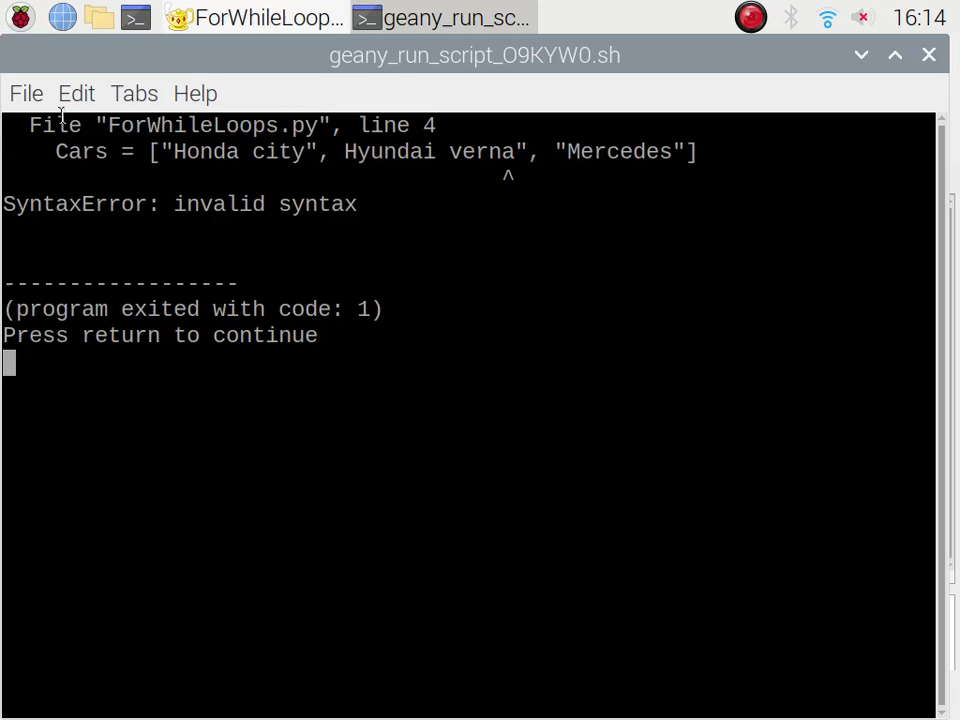 ForWhileLoop... geany_run_sc... 16:14
geany_run_script_O9KYW0.sh
File Edit Tabs Help
File "ForWhileLoops.py", line 4
Cars = ["Honda city", Hyundai verna", "Mercedes"]
^
SyntaxError: invalid syntax
------------------
(program exited with code: 1)
Press return to continue